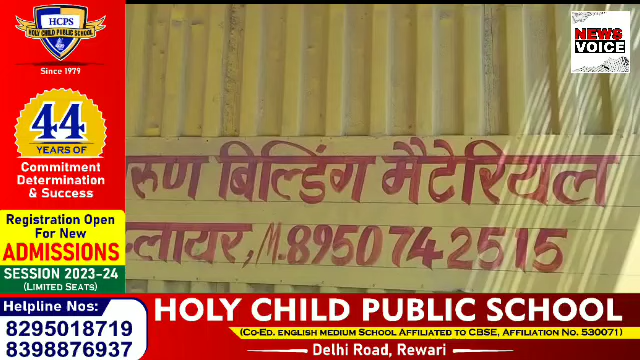 HCPS
HOLY CHILD PUBLIC SCHOOL
Since 1979
44
YEARS OF
Commitment
Determination
& Success
Registration Open
For New
ADMISSIONS
SESSION 2023-24
(LIMITED SEATS)
Helpline Nos:
8295018719
8398876937
NEWS
VOICE
रुण बिल्डिंग मैटेरियल
प्लायर, M.8950742515
HOLY CHILD PUBLIC SCHOOL
(Co-Ed. english medium School Affiliated to CBSE, Affiliation No. 530071)
Delhi Road, Rewari